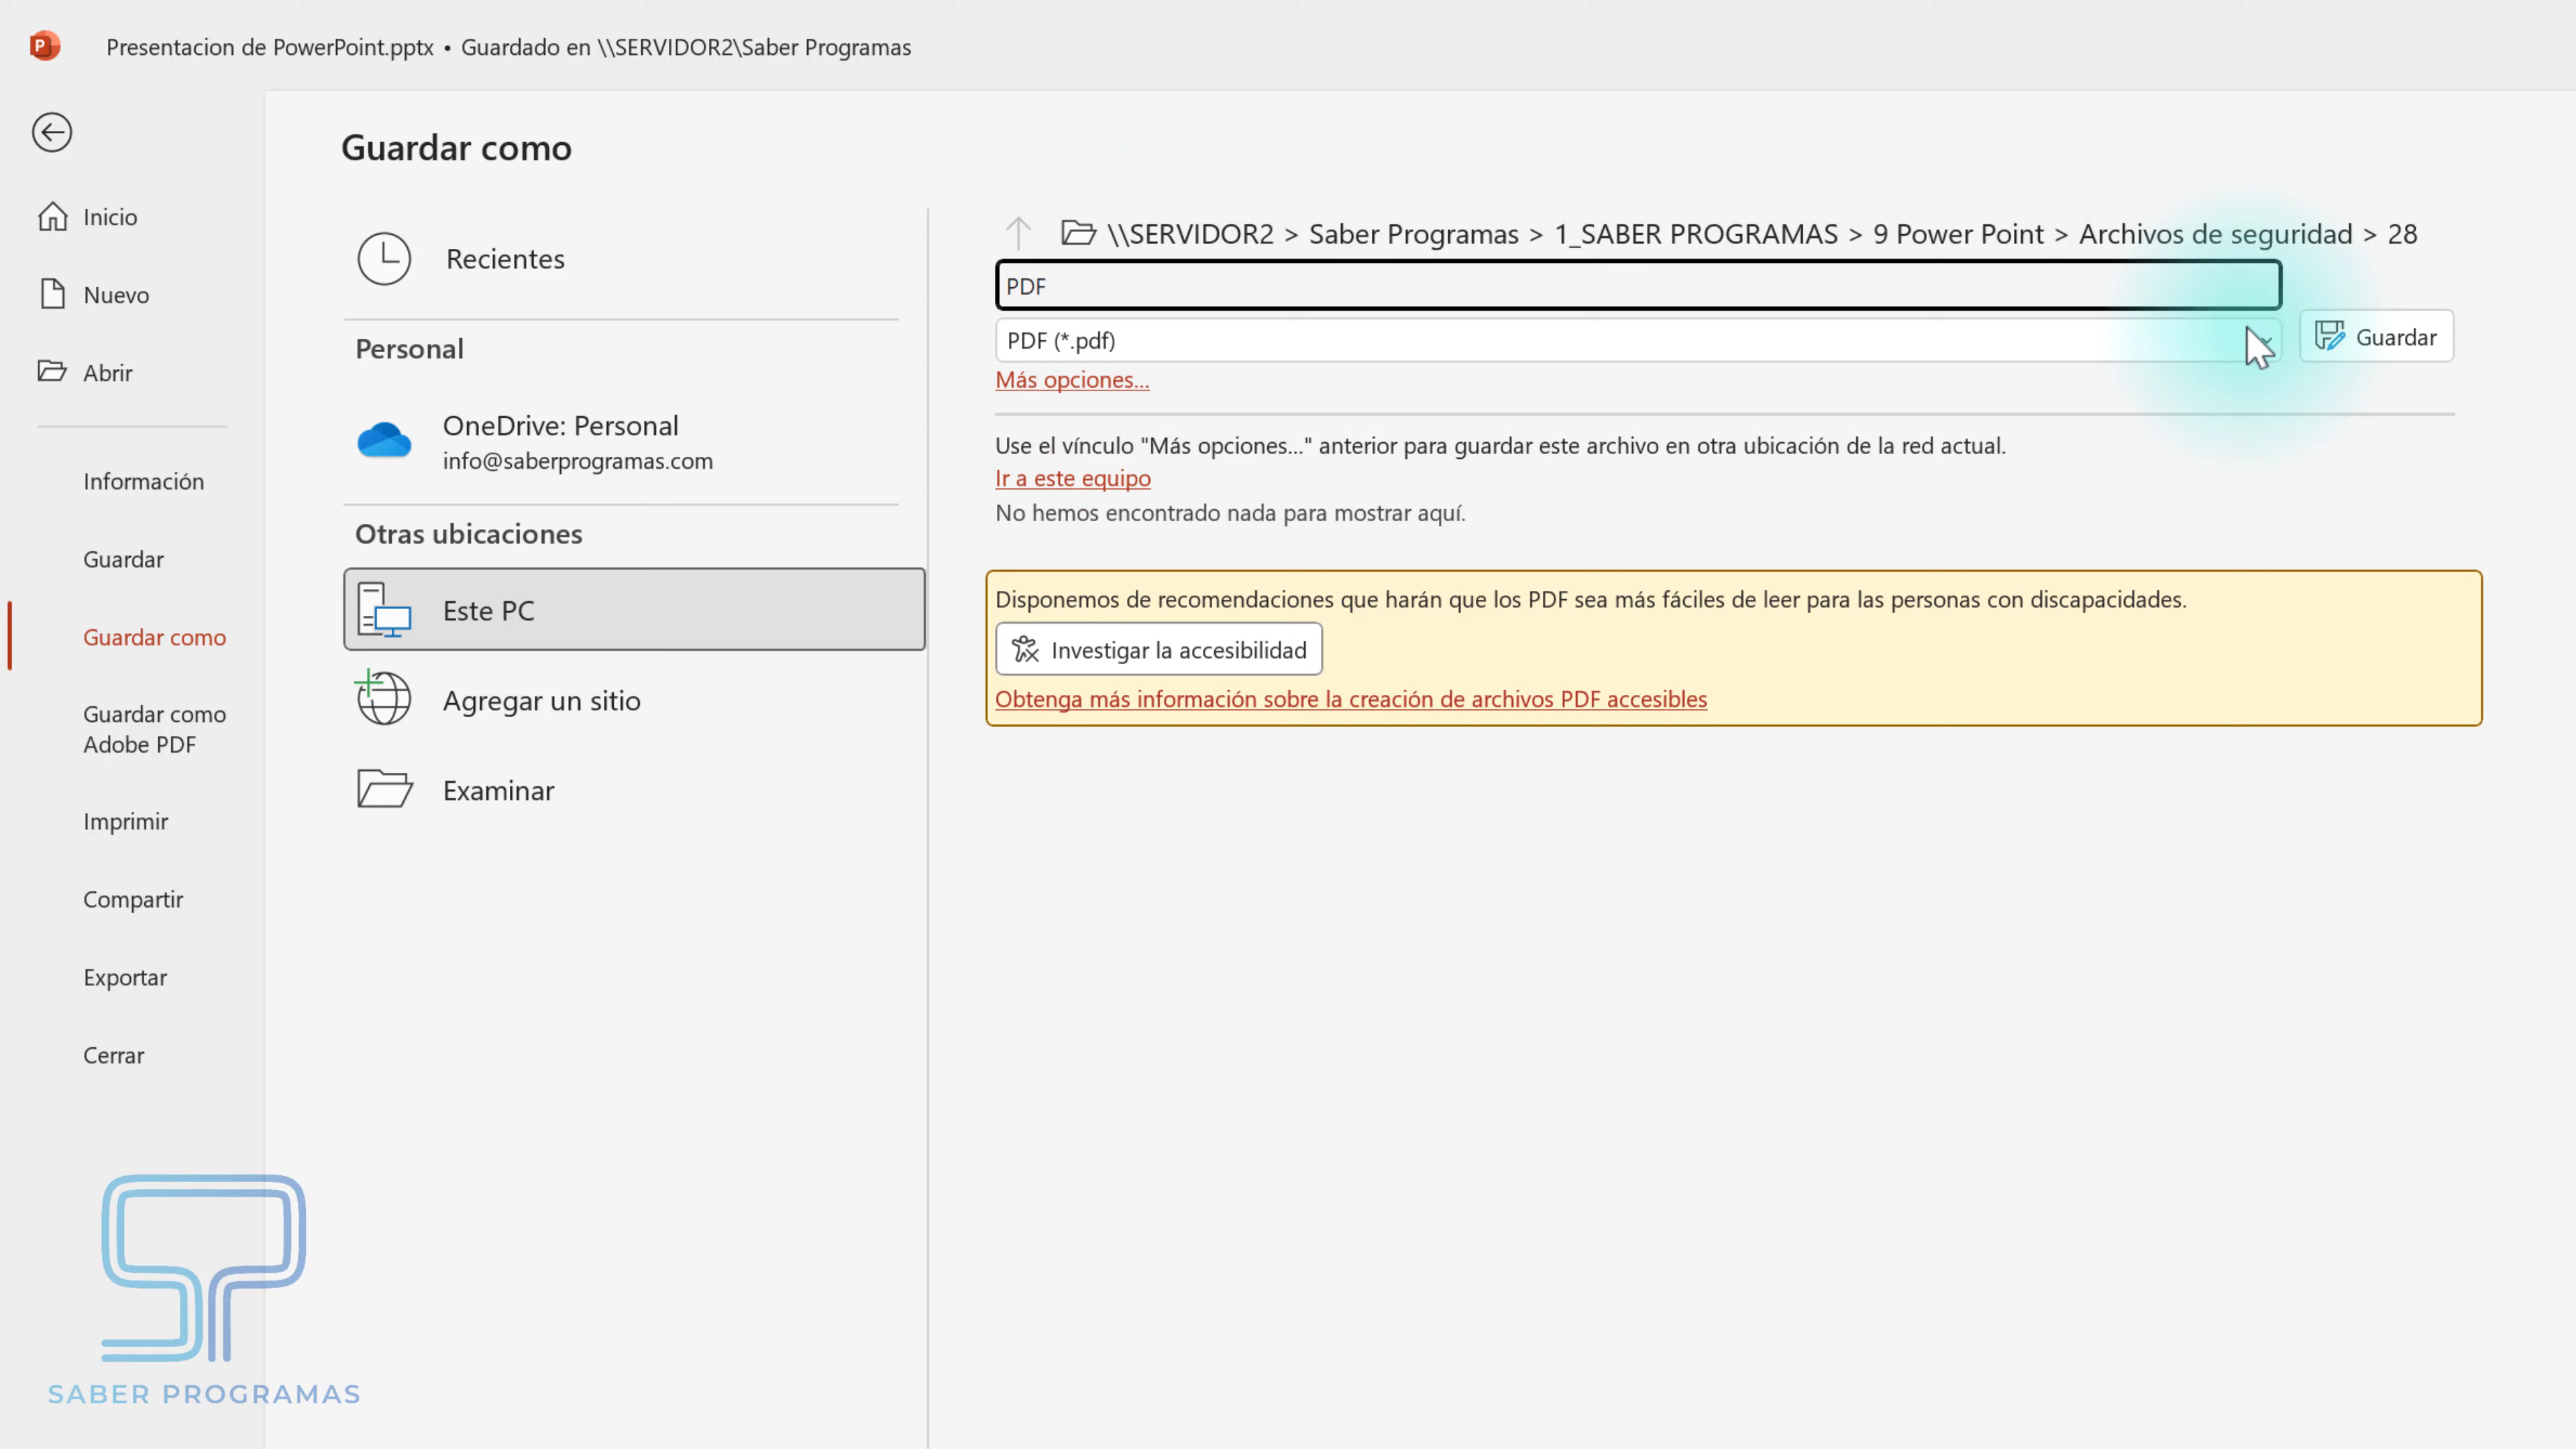 Presentacion de PowerPoint.pptx • Guardado en \\SERVIDOR2\Saber Programas
Inicio
Nuevo
Abrir
Información
Guardar
Guardar como
Guardar como
Adobe PDF
Imprimir
Compartir
Exportar
Cerrar
Guardar como
Recientes
Personal
OneDrive: Personal
info@saberprogramas.com
Otras ubicaciones
Este PC
Agregar un sitio
Examinar
\\SERVIDOR2 > Saber Programas > 1_SABER PROGRAMAS > 9 Power Point > Archivos de seguridad > 28
PDF
PDF (*.pdf)
Guardar
Más opciones...
Use el vínculo "Más opciones..." anterior para guardar este archivo en otra ubicación de la red actual.
Ir a este equipo
No hemos encontrado nada para mostrar aquí.
Disponemos de recomendaciones que harán que los PDF sea más fáciles de leer para las personas con discapacidades.
Investigar la accesibilidad
Obtenga más información sobre la creación de archivos PDF accesibles
SP
SABER PROGRAMAS